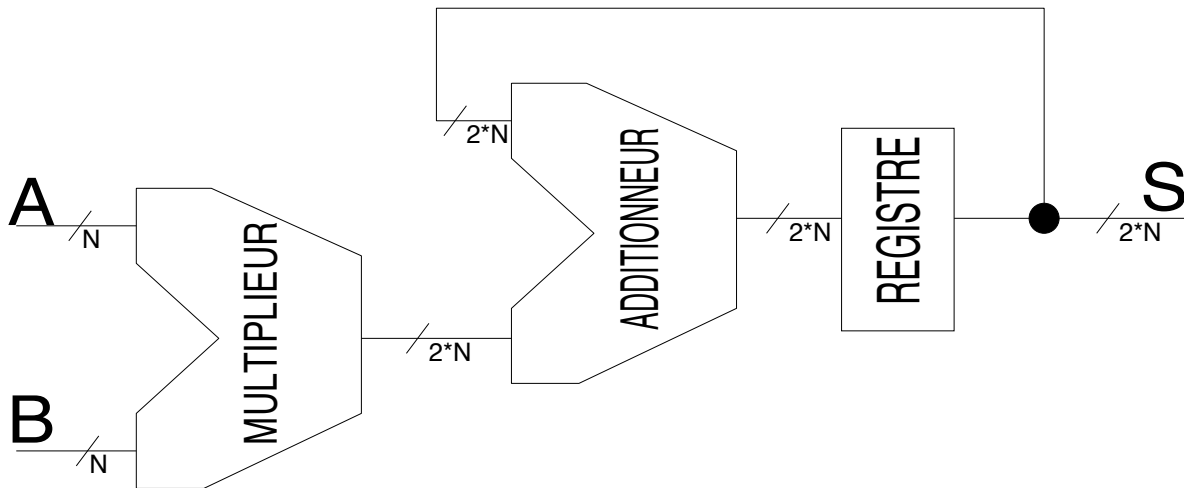 2*N
A
N
MULTIPLIEUR
B
N
2*N
ADDITIONNEUR
2*N
REGISTRE
S
2*N